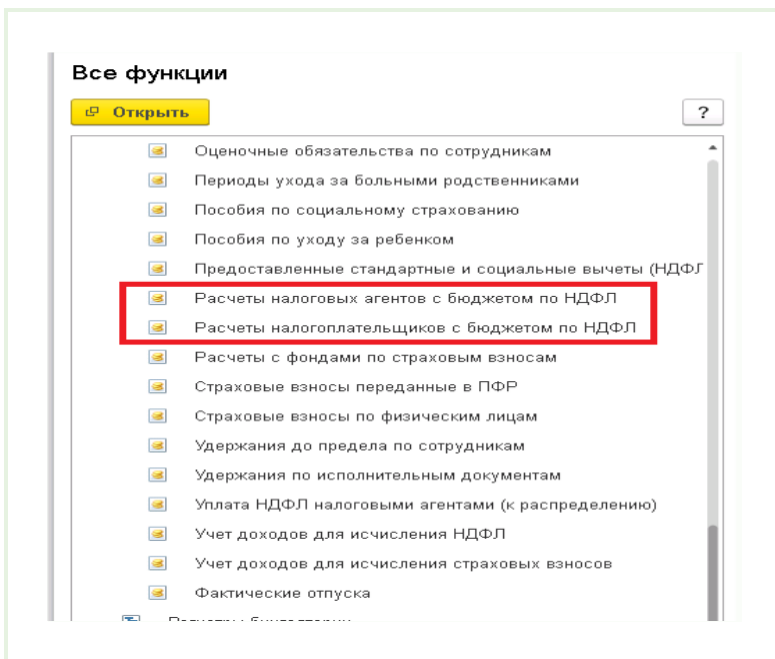 Все функции
Открыть
?
Оценочные обязательства по сотрудникам
Периоды ухода за больными родственниками
Пособия по социальному страхованию
Пособия по уходу за ребенком
Предоставленные стандартные и социальные вычеты (НДФЛ
Расчеты налоговых агентов с бюджетом по НДФЛ
Расчеты налогоплательщиков с бюджетом по НДФЛ
Расчеты с фондами по страховым взносам
Страховые взносы переданные в ПФР
Страховые взносы по физическим лицам
Удержания до предела по сотрудникам
Удержания по исполнительным документам
Уплата НДФЛ налоговыми агентами (к распределению)
Учет доходов для исчисления НДФЛ
Учет доходов для исчисления страховых взносов
Фактические отпуска